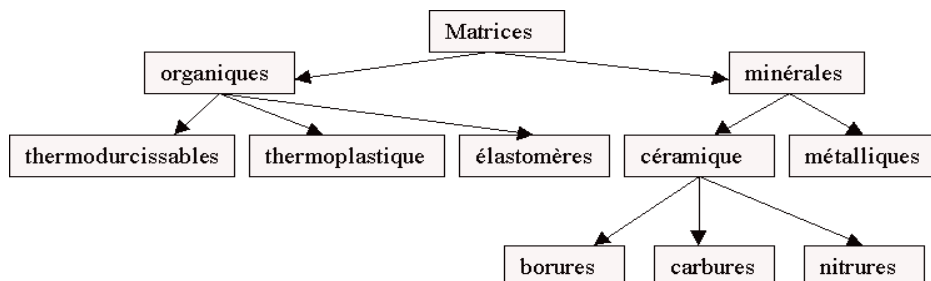 Matrices
organiques
minérales
thermodurcissables
thermoplastique
élastomères
céramique
métalliques
borures
carbures
nitrures